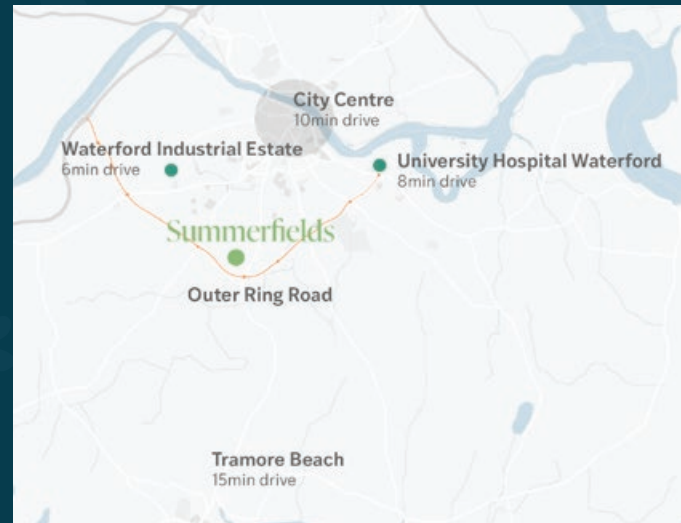 City Centre
10min drive
Waterford Industrial Estate
6min drive
University Hospital Waterford
8min drive
Summerfields
Outer Ring Road
Tramore Beach
15min drive